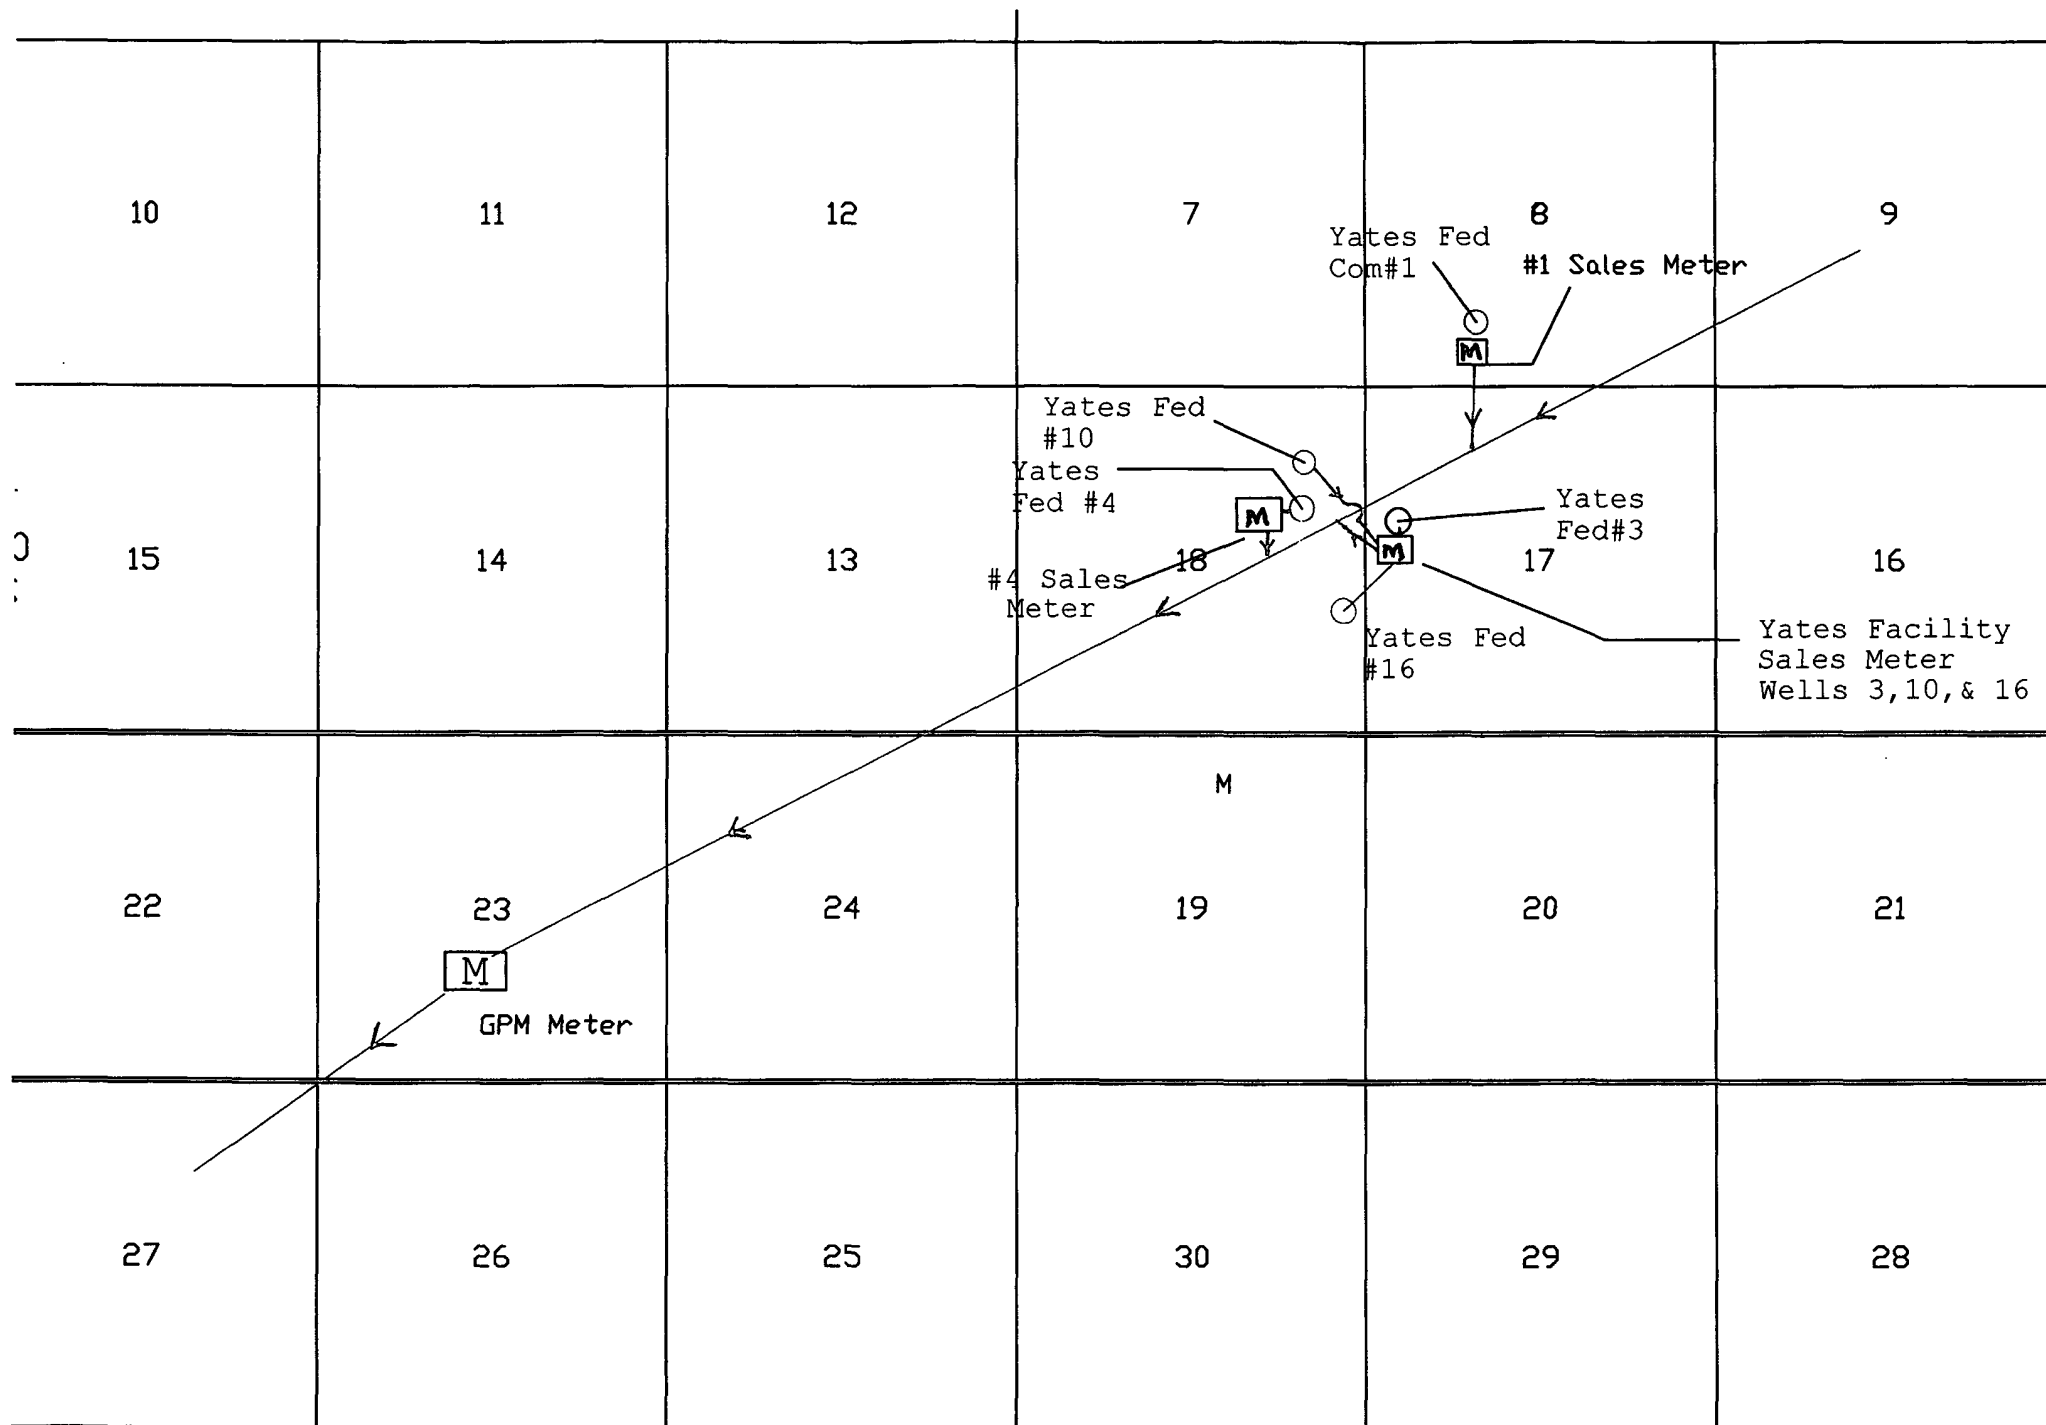 10
11
12
7
8
9
Yates Fed
Com#1
#1 Sales Meter
M
Yates Fed
#10
Yates
Fed #4
M
Yates
Fed#3
M
15
14
13
18
17
16
#4 Sales
Meter
Yates Fed
#16
Yates Facility
Sales Meter
Wells 3,10,& 16
M
22
23
24
19
20
21
M
GPM Meter
27
26
25
30
29
28